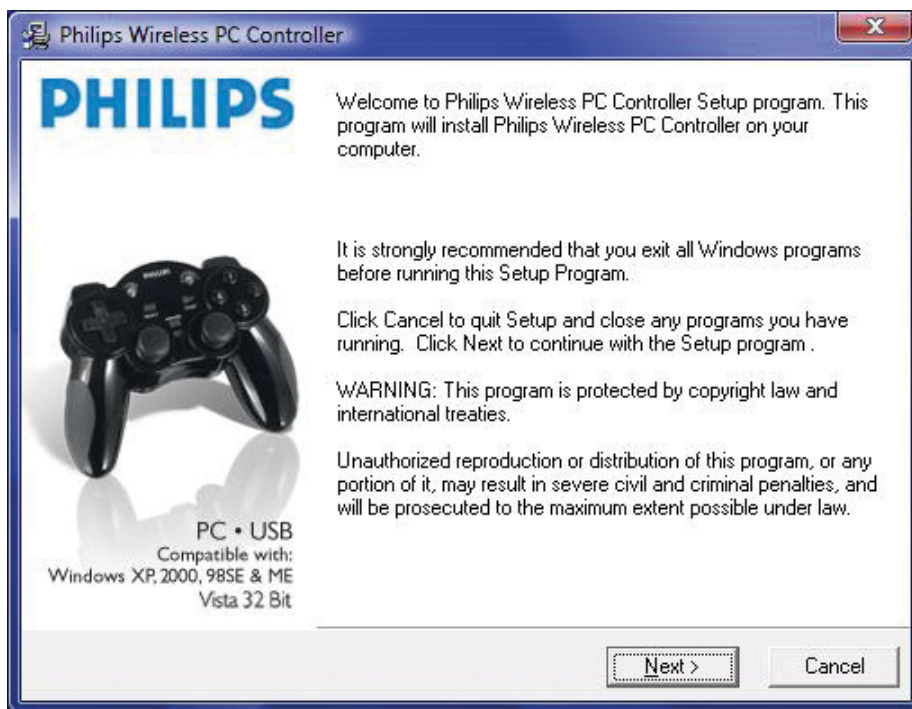 Philips Wireless PC Controller
X
PHILIPS
Welcome to Philips Wireless PC Controller Setup program. This
program will install Philips Wireless PC Controller on your
computer.
It is strongly recommended that you exit all Windows programs
before running this Setup Program.
Click Cancel to quit Setup and close any programs you have
running.  Click Next to continue with the Setup program .
WARNING: This program is protected by copyright law and
international treaties.
Unauthorized reproduction or distribution of this program, or any
portion of it, may result in severe civil and criminal penalties, and
will be prosecuted to the maximum extent possible under law.
PHILIPS
PC • USB
Compatible with:
Windows XP, 2000, 98SE & ME
Vista 32 Bit
Next >
Cancel